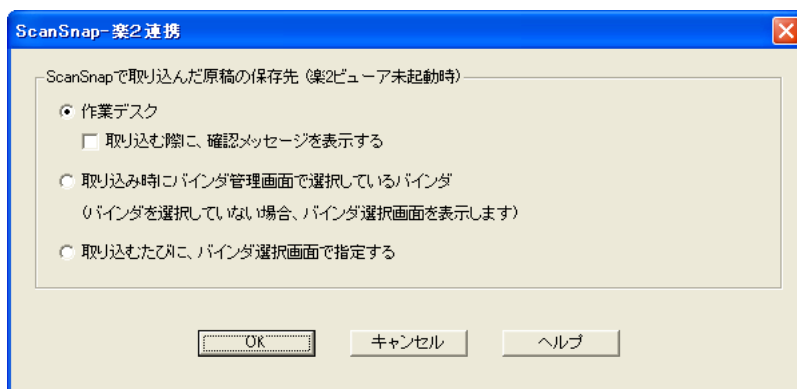 ScanSnap-楽2連携
ScanSnapで取り込んだ原稿の保存先(楽2ビューア未起動時)
作業デスク
取り込む際に、確認メッセージを表示する
取り込み時にバインダ管理画面で選択しているバインダ
(バインダを選択していない場合、バインダ選択画面を表示します)
取り込むたびに、バインダ選択画面で指定する
OK キャンセル ヘルプ